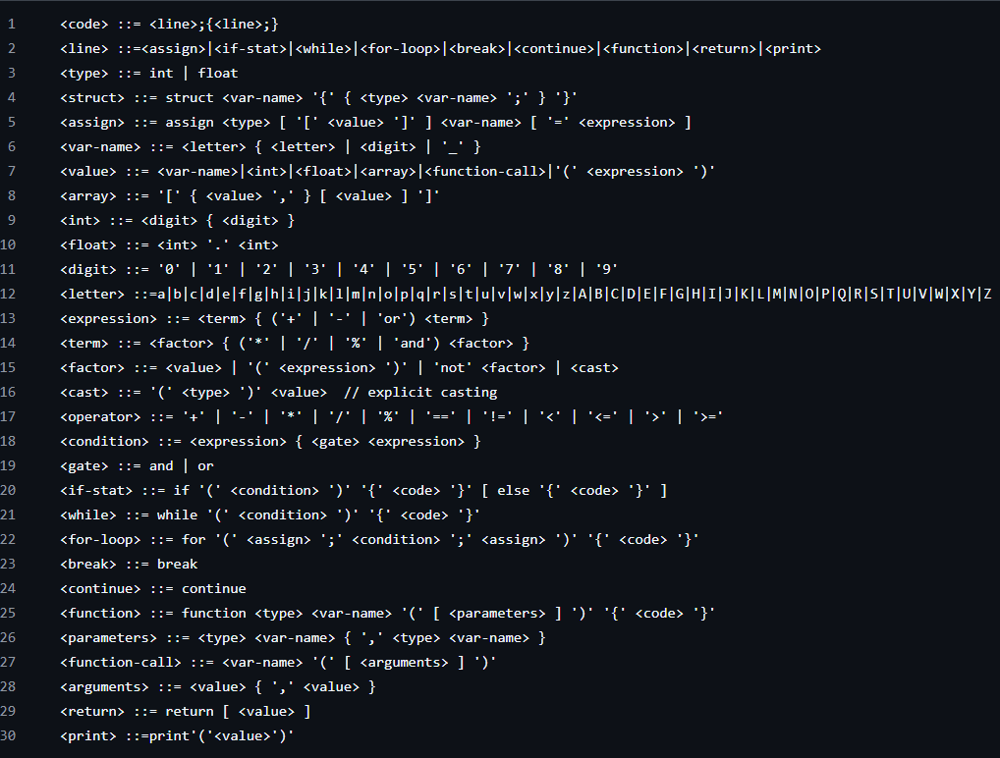 1 <code> ::= <line>;{<line>;}
2 <line> ::=<assign>|<if-stat>|<while>|<for-loop>|<break>|<continue>|<function>|<return>|<print>
3 <type> ::= int | float
4 <struct> ::= struct <var-name> '{' { <type> <var-name> ';' } '}'
5 <assign> ::= assign <type> [ '[' <value> ']' ] <var-name> [ '=' <expression> ]
6 <var-name> ::= <letter> { <letter> | <digit> | '_' }
7 <value> ::= <var-name>|<int>|<float>|<array>|<function-call>|'(' <expression> ')'
8 <array> ::= '[' { <value> ',' } [ <value> ] ']'
9 <int> ::= <digit> { <digit> }
10 <float> ::= <int> '.' <int>
11 <digit> ::= '0' | '1' | '2' | '3' | '4' | '5' | '6' | '7' | '8' | '9'
12 <letter> ::=a|b|c|d|e|f|g|h|i|j|k|l|m|n|o|p|q|r|s|t|u|v|w|x|y|z|A|B|C|D|E|F|G|H|I|J|K|L|M|N|O|P|Q|R|S|T|U|V|W|X|Y|Z
13 <expression> ::= <term> { ('+' | '-' | 'or') <term> }
14 <term> ::= <factor> { ('*' | '/' | '%' | 'and') <factor> }
15 <factor> ::= <value> | '(' <expression> ')' | 'not' <factor> | <cast>
16 <cast> ::= '(' <type> ')' <value>  // explicit casting
17 <operator> ::= '+' | '-' | '*' | '/' | '%' | '==' | '!=' | '<' | '<=' | '>' | '>='
18 <condition> ::= <expression> { <gate> <expression> }
19 <gate> ::= and | or
20 <if-stat> ::= if '(' <condition> ')' '{' <code> '}' [ else '{' <code> '}' ]
21 <while> ::= while '(' <condition> ')' '{' <code> '}'
22 <for-loop> ::= for '(' <assign> ';' <condition> ';' <assign> ')' '{' <code> '}'
23 <break> ::= break
24 <continue> ::= continue
25 <function> ::= function <type> <var-name> '(' [ <parameters> ] ')' '{' <code> '}'
26 <parameters> ::= <type> <var-name> { ',' <type> <var-name> }
27 <function-call> ::= <var-name> '(' [ <arguments> ] ')'
28 <arguments> ::= <value> { ',' <value> }
29 <return> ::= return [ <value> ]
30 <print> ::=print'('<value>')'